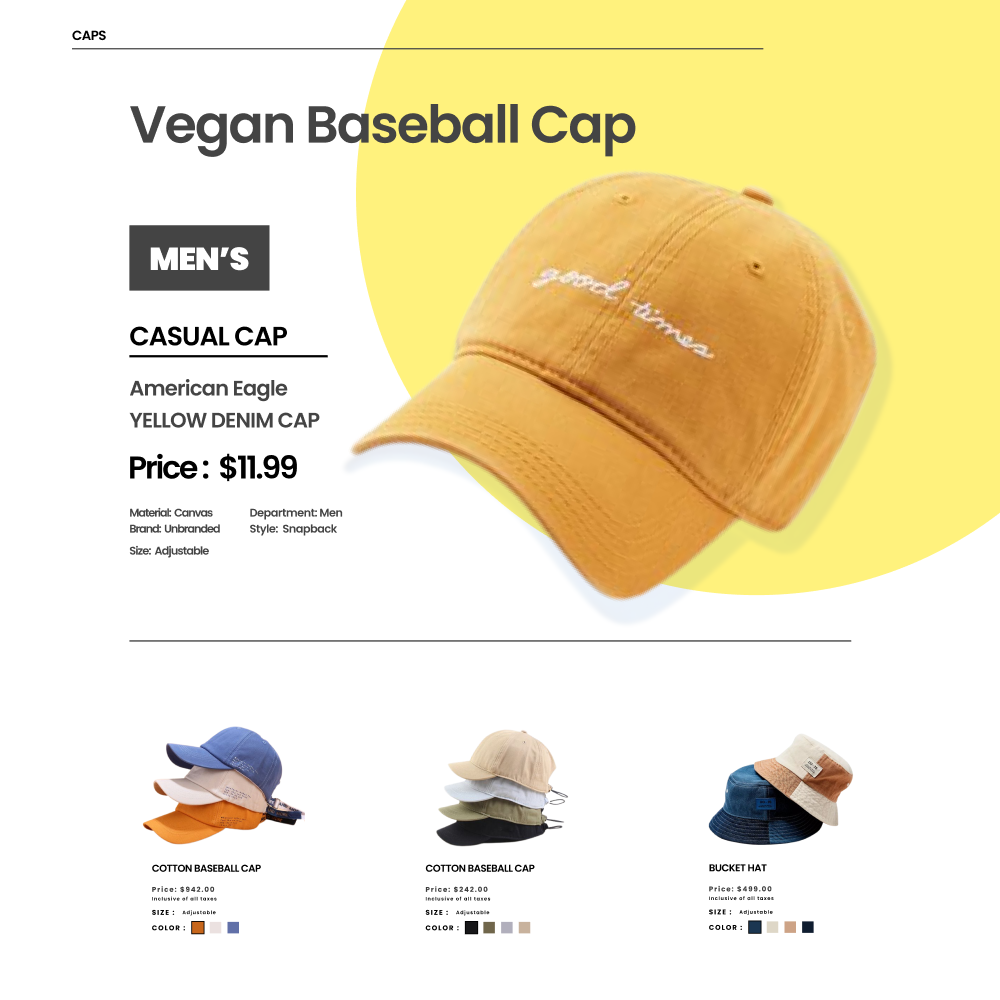 CAPS
Vegan Baseball Cap
good times
MEN'S
CASUAL CAP
American Eagle
YELLOW DENIM CAP
Price : $11.99
Material: Canvas Department: Men
Brand: Unbranded Style: Snapback
Size: Adjustable
COTTON BASEBALL CAP
Price: $942.00
Inclusive of all taxes
SIZE : Adjustable
COLOR :
COTTON BASEBALL CAP
Price: $242.00
Inclusive of all taxes
SIZE : Adjustable
COLOR :
BUCKET HAT
Price: $499.00
Inclusive of all taxes
SIZE : Adjustable
COLOR :